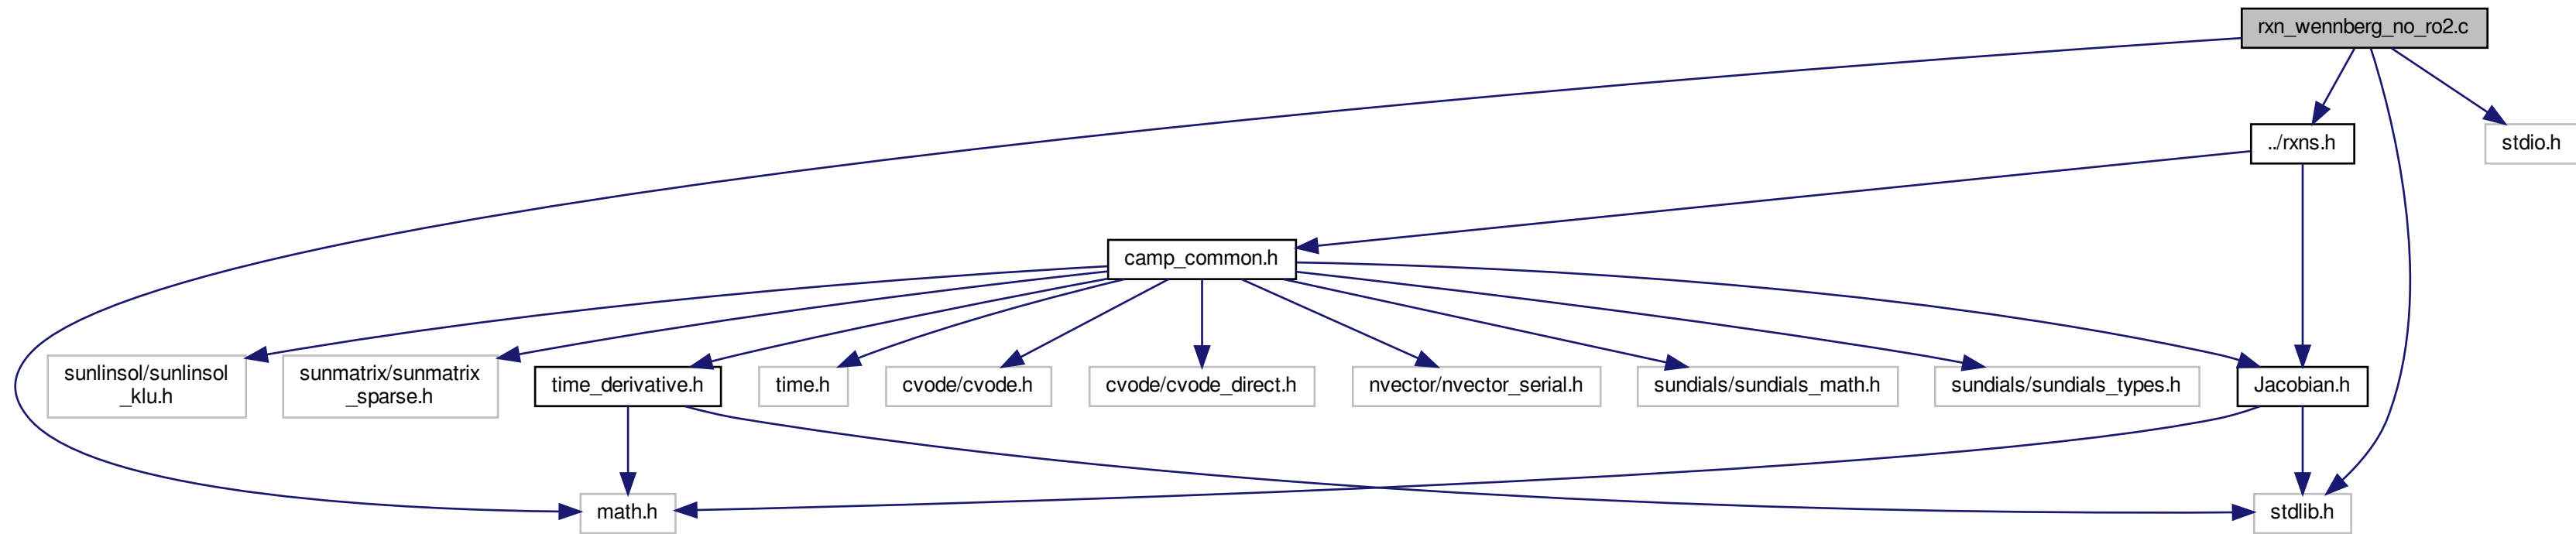 rxn_wennberg_no_ro2.c
../rxns.h
stdio.h
camp_common.h
sunlinsol/sunlinsol
_klu.h
sunmatrix/sunmatrix
_sparse.h
time_derivative.h
time.h
cvode/cvode.h
cvode/cvode_direct.h
nvector/nvector_serial.h
sundials/sundials_math.h
sundials/sundials_types.h
Jacobian.h
math.h
stdlib.h